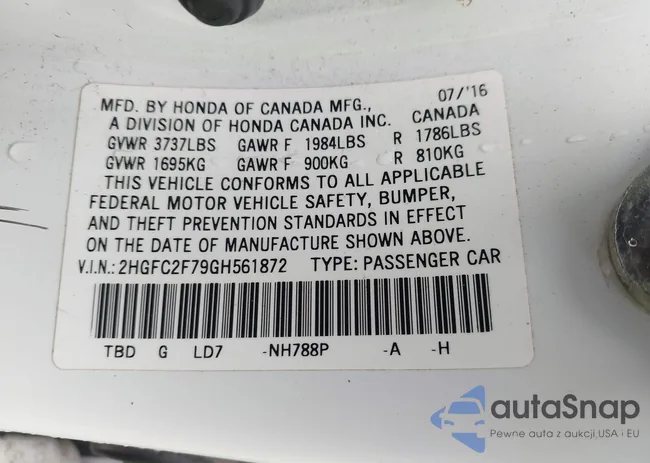 07/'16
MFD. BY HONDA OF CANADA MFG.,
A DIVISION OF HONDA CANADA INC. CANADA
GVWR 3737LBS GAWR F 1984LBS R 1786LBS
GVWR 1695KG GAWR F 900KG R 810KG
THIS VEHICLE CONFORMS TO ALL APPLICABLE
FEDERAL MOTOR VEHICLE SAFETY, BUMPER,
AND THEFT PREVENTION STANDARDS IN EFFECT
ON THE DATE OF MANUFACTURE SHOWN ABOVE.
V.I.N.: 2HGFC2F79GH561872 TYPE: PASSENGER CAR
TBD G LD7 -NH788P -A -H
autaSnap
Pewne auta z aukcji USA i EU